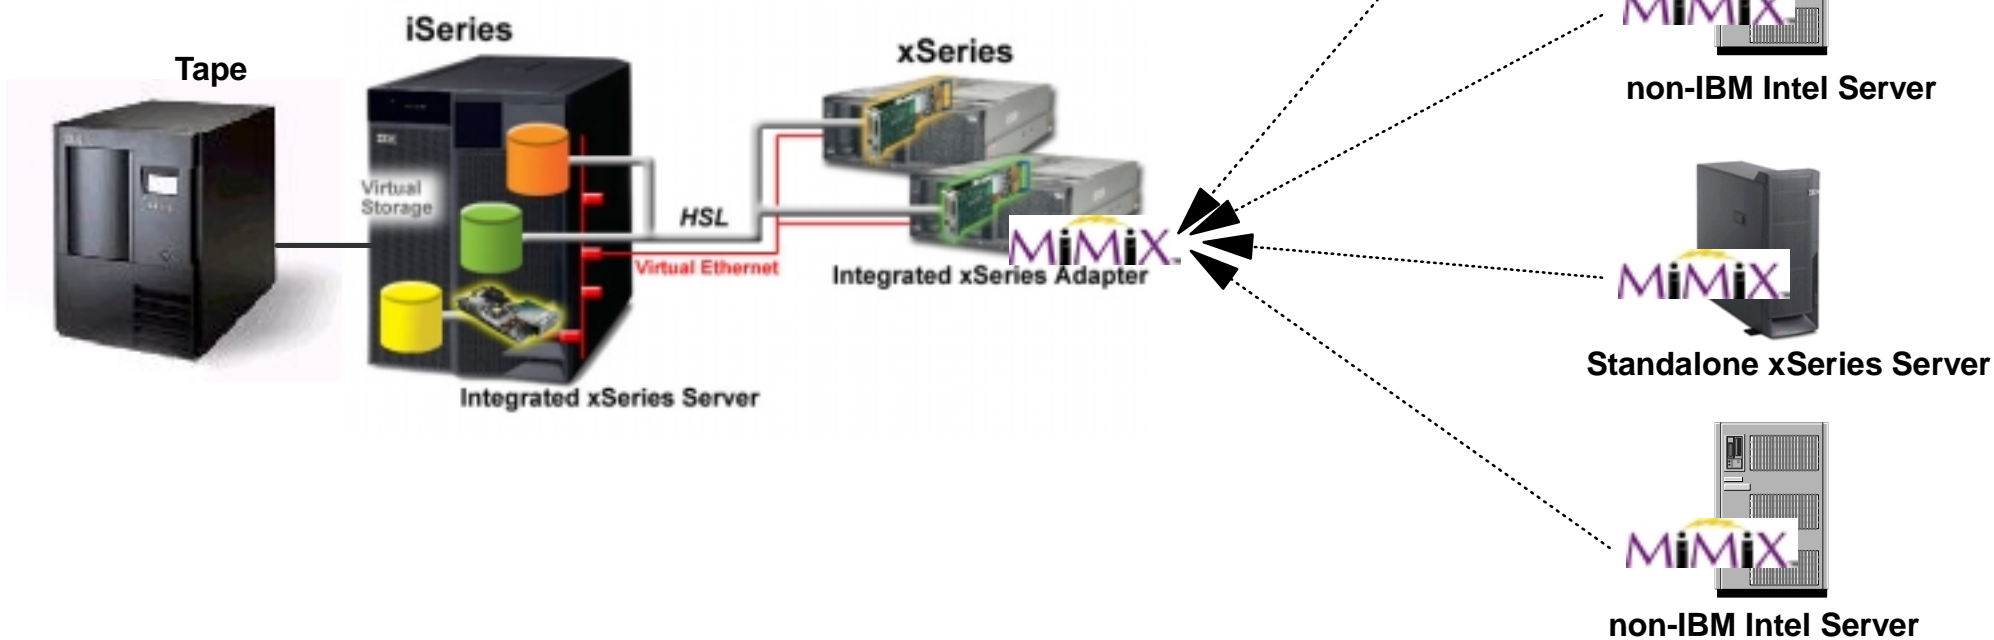 iSeries
Tape
xSeries
MiMiX
non-IBM Intel Server
IBM
Virtual
Storage
HSL
Virtual Ethernet
MiMiX
Integrated xSeries Adapter
MiMiX
Integrated xSeries Server
Standalone xSeries Server
MiMiX
non-IBM Intel Server